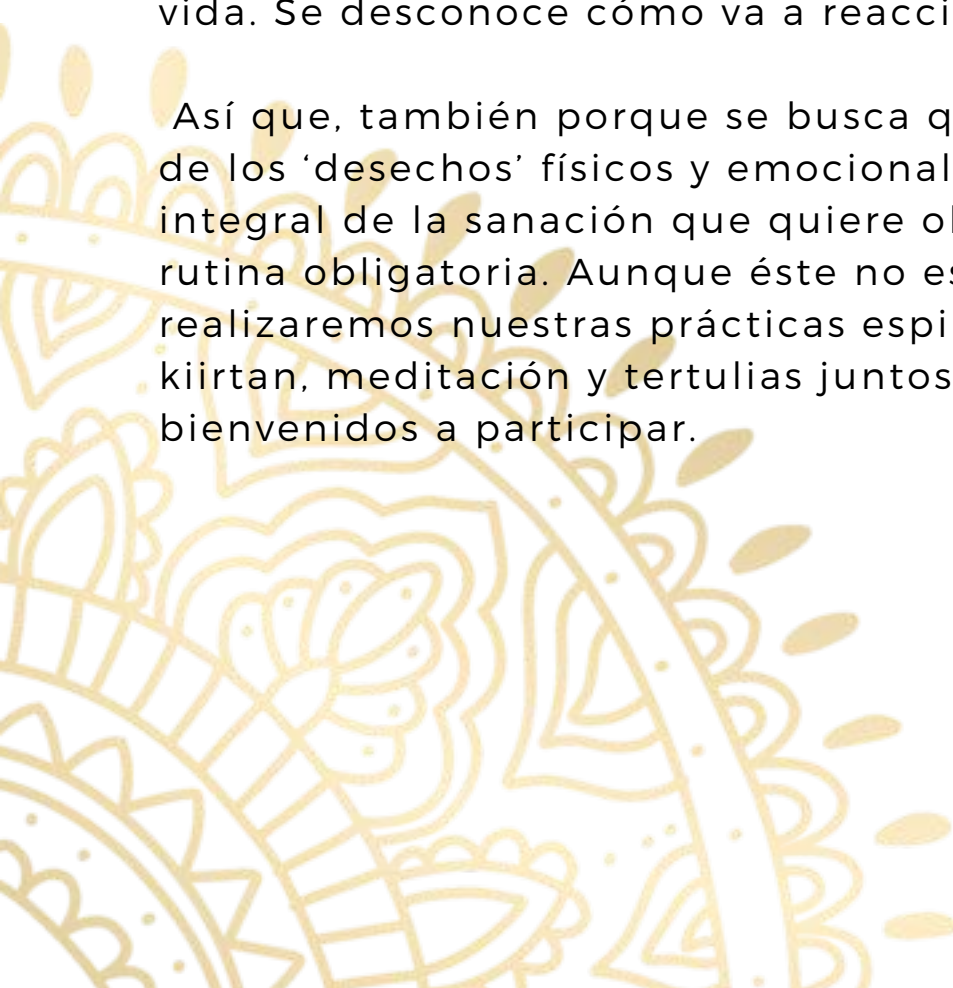 vida. Se desconoce cómo va a reacci
Así que, también porque se busca q
de los ‘desechos’ físicos y emocional
integral de la sanación que quiere o
rutina obligatoria. Aunque éste no es
realizaremos nuestras prácticas espi
kiirtan, meditación y tertulias juntos
bienvenidos a participar.